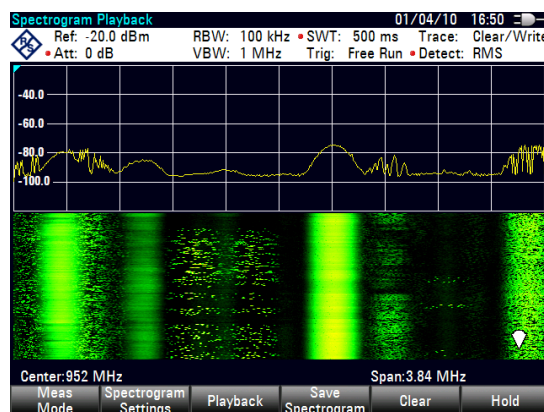 Spectrogram Playback 01/04/10 16:50
Ref: -20.0 dBm RBW: 100 kHz • SWT: 500 ms Trace: Clear/Write
• Att: 0 dB VBW: 1 MHz Trig: Free Run • Detect: RMS
-40.0
-60.0
-80.0
-100.0
Center:952 MHz Span:3.84 MHz
Meas Mode
Spectrogram Settings
Playback
Save Spectrogram
Clear
Hold